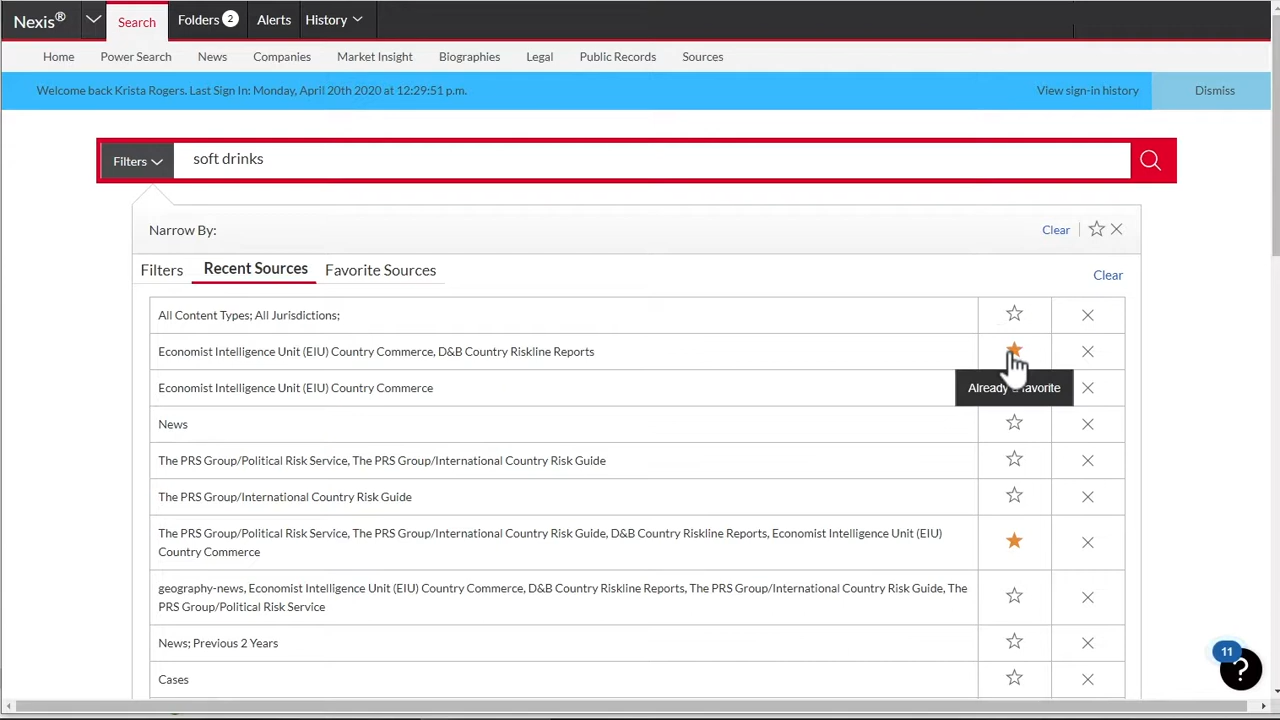 Nexis®
Search
Folders 2
Alerts
History
Home
Power Search
News
Companies
Market Insight
Biographies
Legal
Public Records
Sources
Welcome back Krista Rogers. Last Sign In: Monday, April 20th 2020 at 12:29:51 p.m.
View sign-in history
Dismiss
Filters
soft drinks
Narrow By:
Clear
Filters
Recent Sources
Favorite Sources
Clear
All Content Types; All Jurisdictions;
Economist Intelligence Unit (EIU) Country Commerce, D&B Country Riskline Reports
Economist Intelligence Unit (EIU) Country Commerce
Already favorite
News
The PRS Group/Political Risk Service, The PRS Group/International Country Risk Guide
The PRS Group/International Country Risk Guide
The PRS Group/Political Risk Service, The PRS Group/International Country Risk Guide, D&B Country Riskline Reports, Economist Intelligence Unit (EIU)
Country Commerce
geography-news, Economist Intelligence Unit (EIU) Country Commerce, D&B Country Riskline Reports, The PRS Group/International Country Risk Guide, The
PRS Group/Political Risk Service
News; Previous 2 Years
Cases
11
?